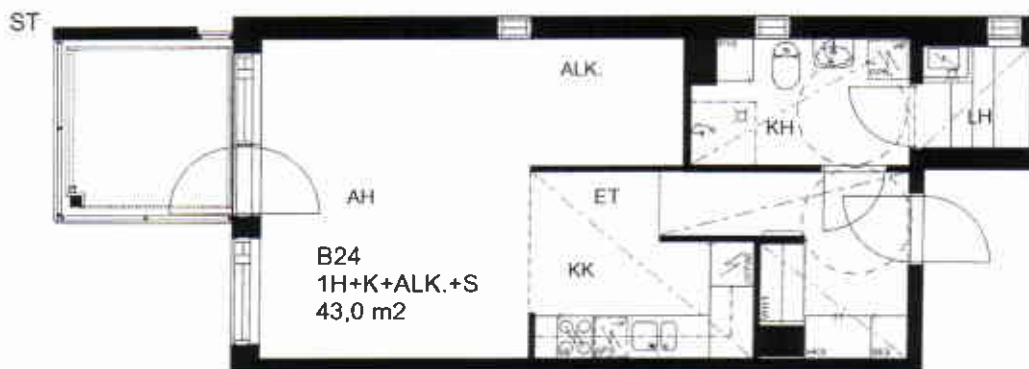 ST
ALK.
KH
LH
AH
ET
B24
1H+K+ALK.+S
43,0 m2
KK